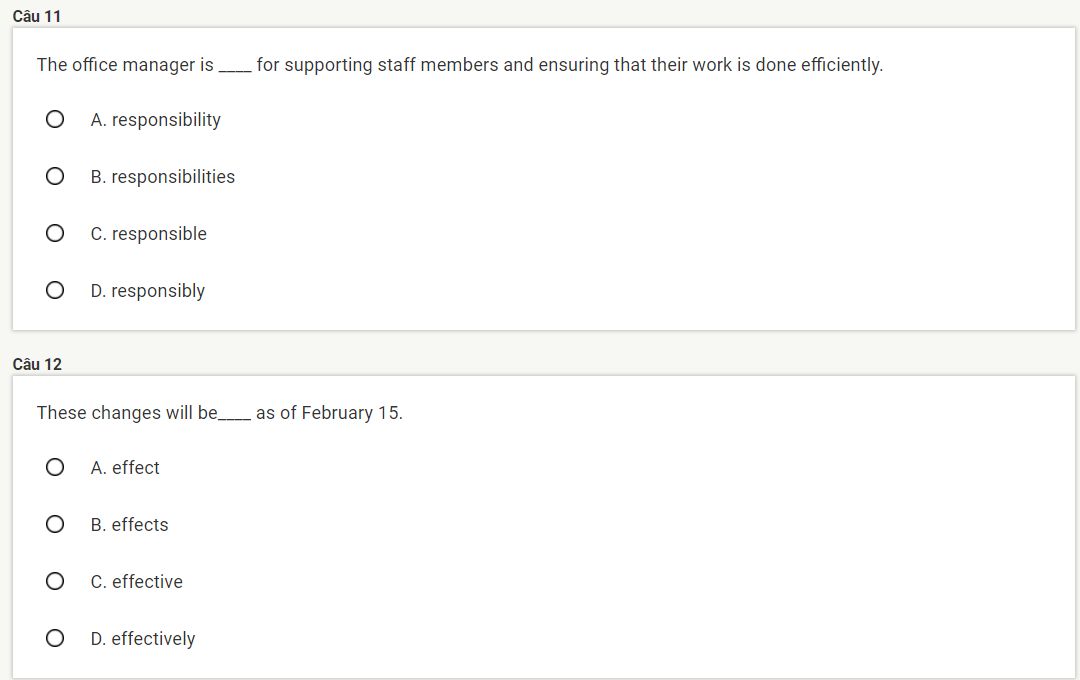 Câu 11
The office manager is ____ for supporting staff members and ensuring that their work is done efficiently.
A. responsibility
B. responsibilities
C. responsible
D. responsibly
Câu 12
These changes will be____ as of February 15.
A. effect
B. effects
C. effective
D. effectively